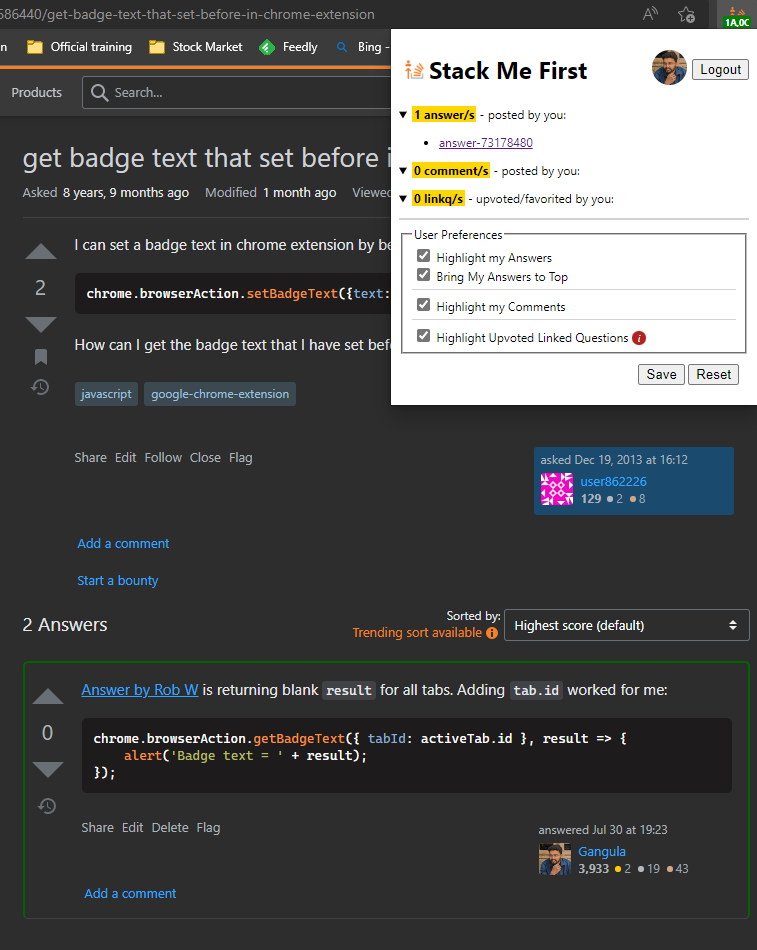 686440/get-badge-text-that-set-before-in-chrome-extension
1A,0C
Official training
Stock Market
Feedly
Bing -
Stack Me First
Logout
Products
Search...
1 answer/s - posted by you:
answer-73178480
0 comment/s - posted by you:
0 linkq/s - upvoted/favorited by you:
User Preferences
Highlight my Answers
Bring My Answers to Top
Highlight my Comments
Highlight Upvoted Linked Questions i
Save Reset
get badge text that set before i
Asked 8 years, 9 months ago Modified 1 month ago Viewed
I can set a badge text in chrome extension by be
2
chrome.browserAction.setBadgeText({text:
How can I get the badge text that I have set bef
javascript google-chrome-extension
Share Edit Follow Close Flag
asked Dec 19, 2013 at 16:12
user862226
129 2 8
Add a comment
Start a bounty
2 Answers
Sorted by:
Trending sort available i
Highest score (default)
Answer by Rob W is returning blank result for all tabs. Adding tab.id worked for me:
0
chrome.browserAction.getBadgeText({ tabId: activeTab.id }, result => {
alert('Badge text = ' + result);
});
Share Edit Delete Flag
answered Jul 30 at 19:23
Gangula
3,933 2 19 43
Add a comment